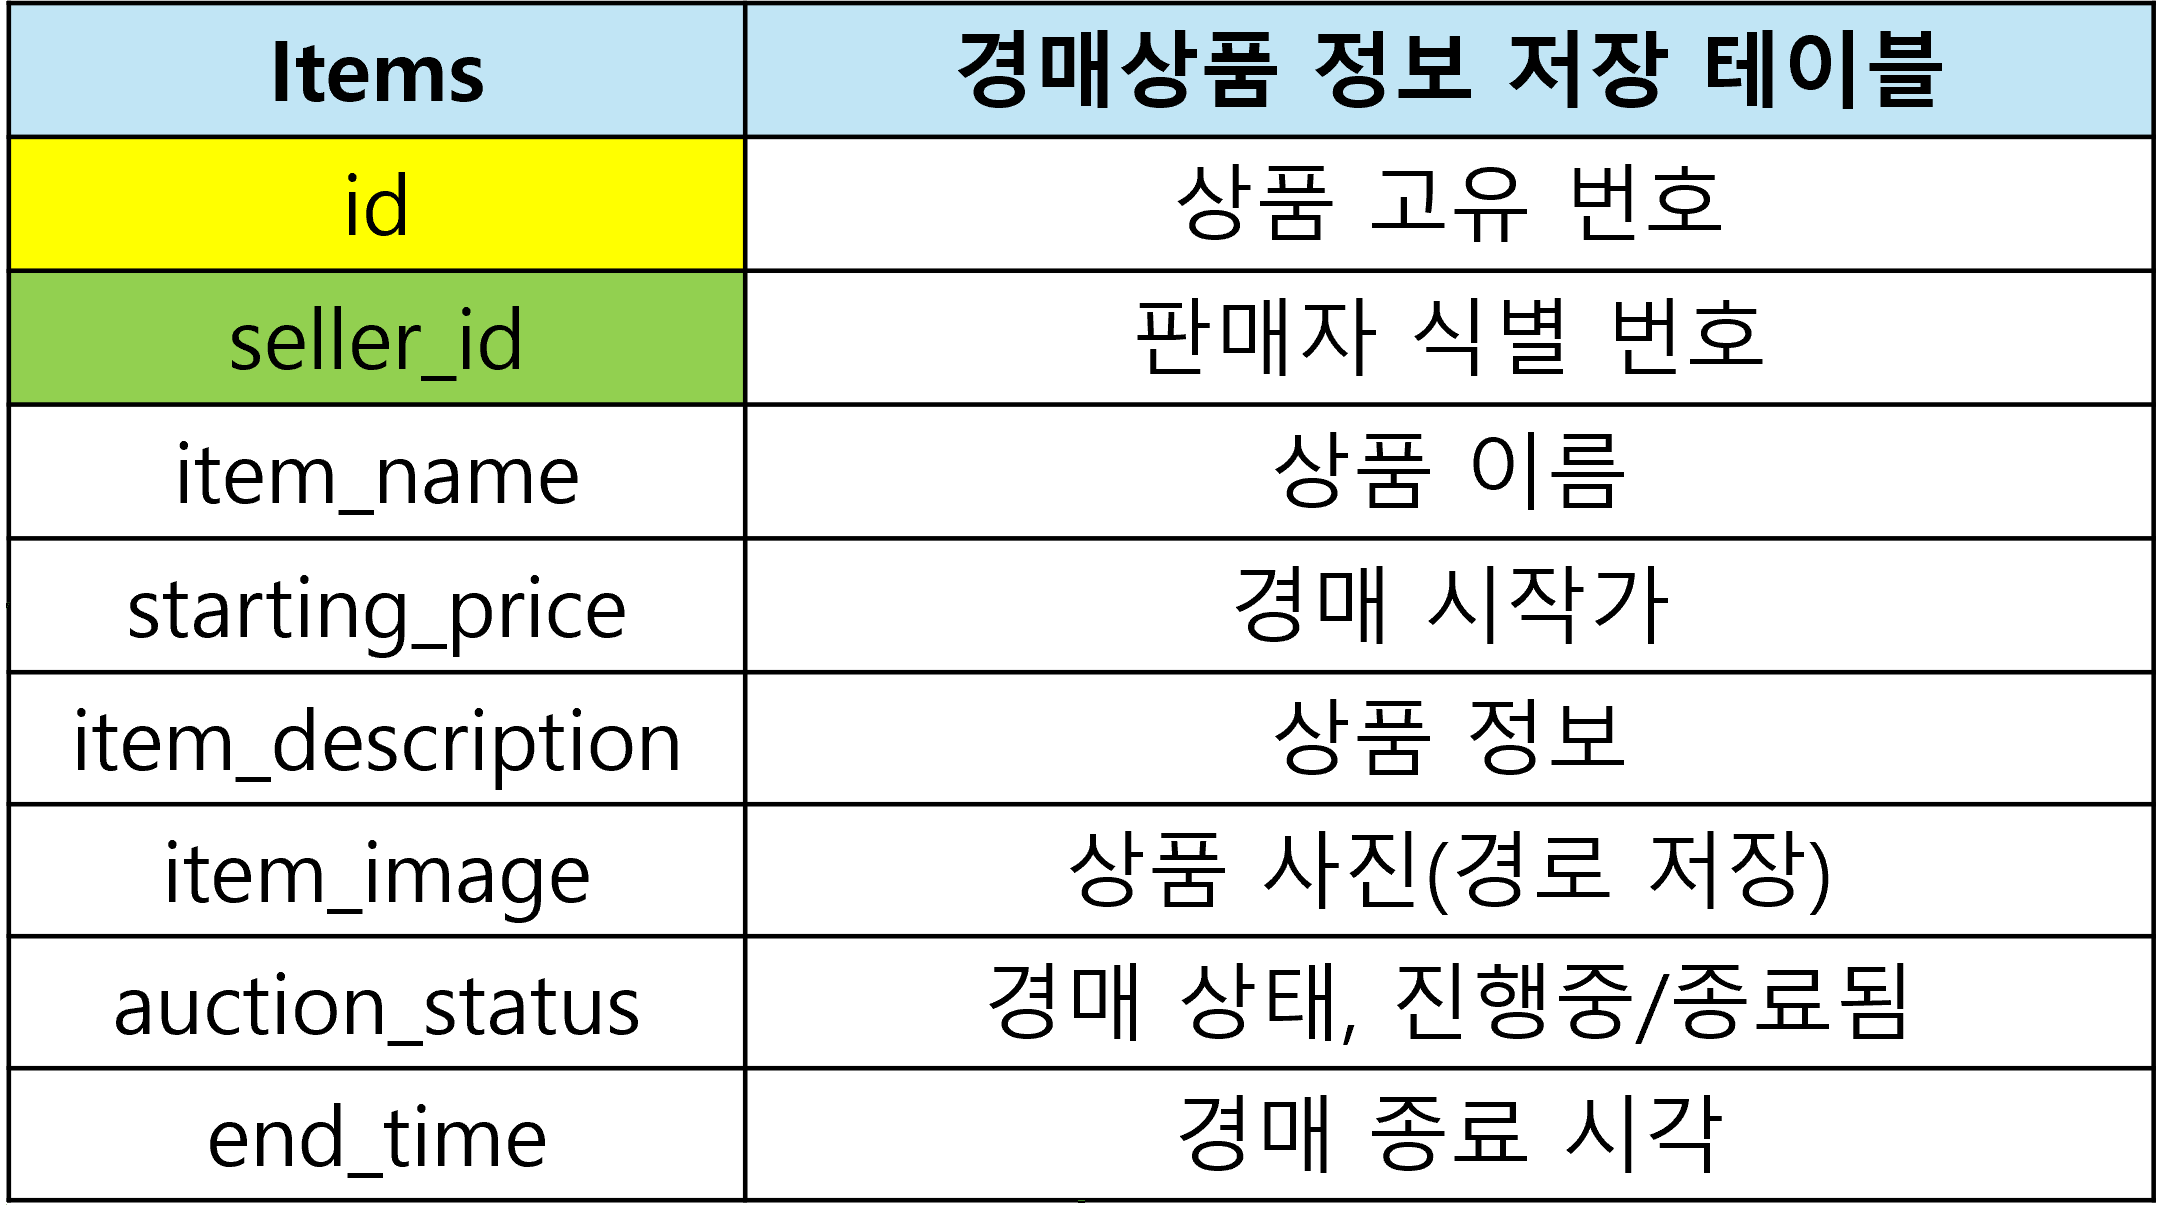 Items 경매상품 정보 저장 테이블
id 상품 고유 번호
seller_id 판매자 식별 번호
item_name 상품 이름
starting_price 경매 시작가
item_description 상품 정보
item_image 상품 사진(경로 저장)
auction_status 경매 상태, 진행중/종료됨
end_time 경매 종료 시각